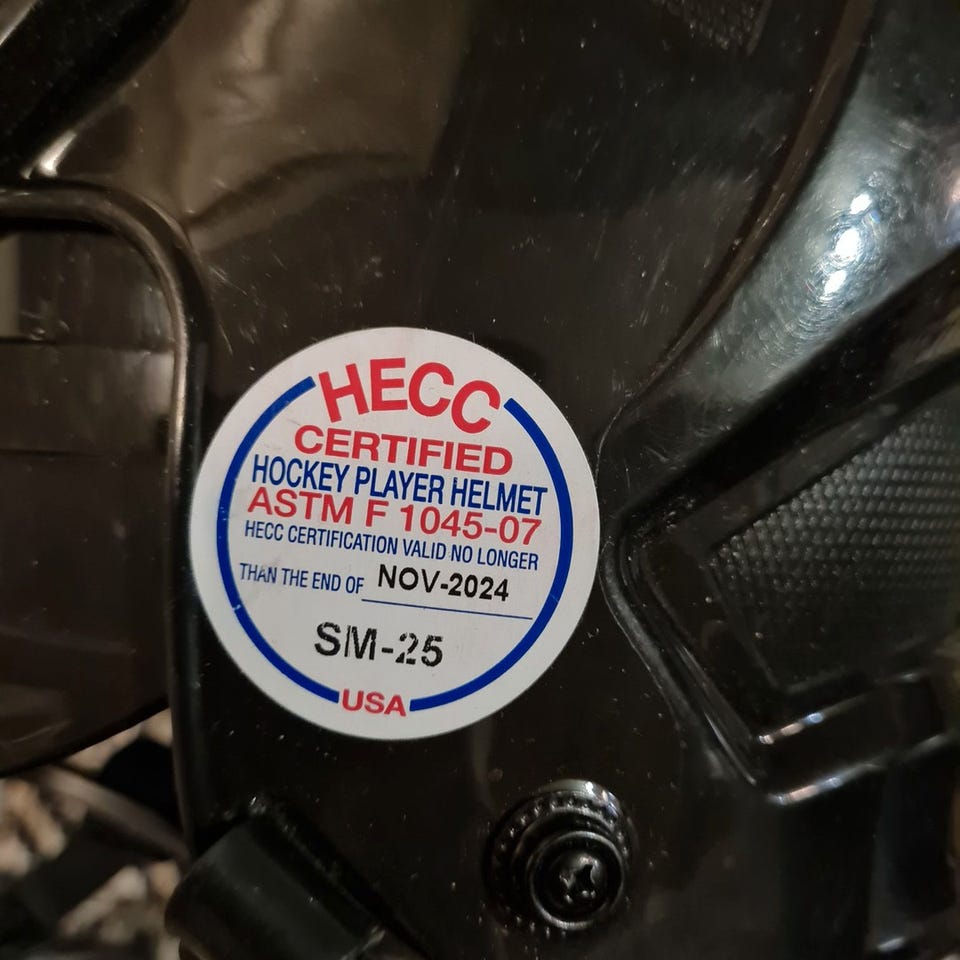 HECC
CERTIFIED
HOCKEY PLAYER HELMET
ASTM F 1045-07
HECC CERTIFICATION VALID NO LONGER
THAN THE END OF NOV-2024
SM-25
USA